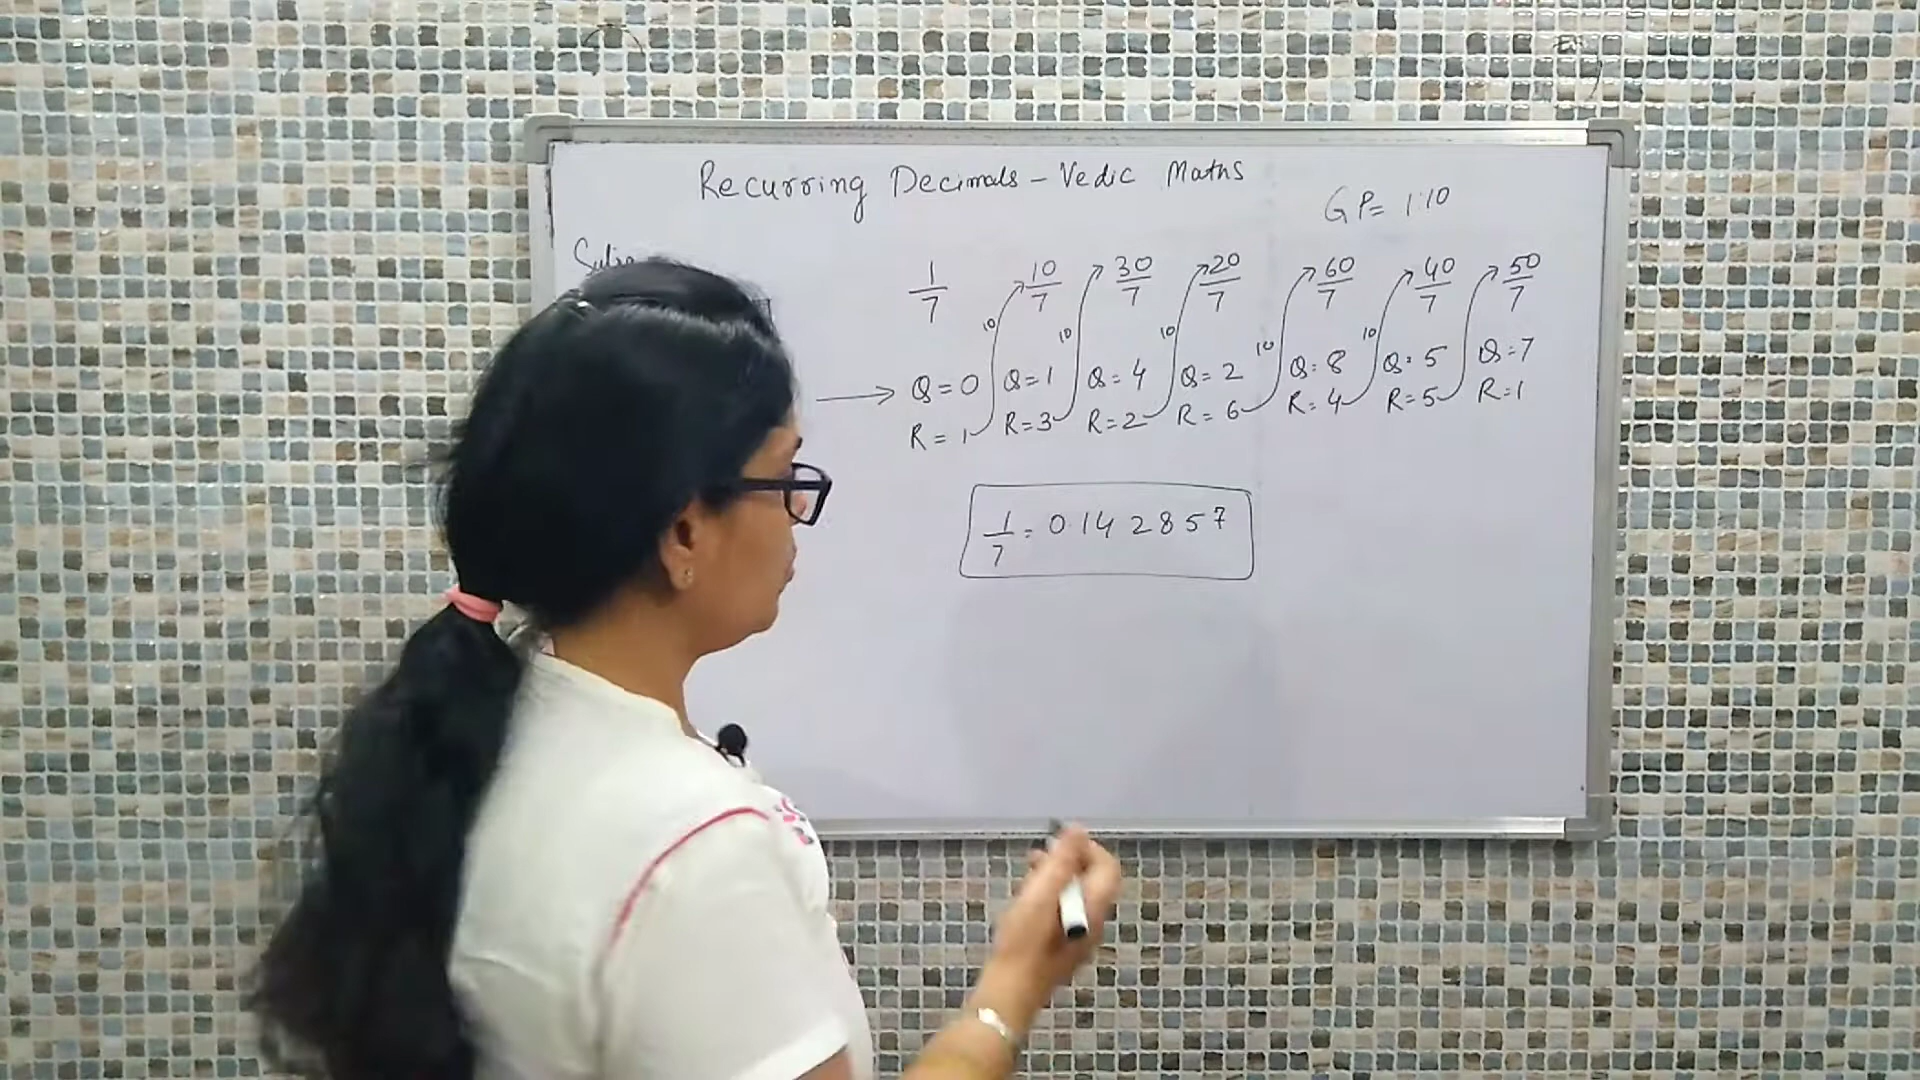 Recurring Decimals - Vedic Maths
GP = 1:10
1/7 10/7 30/7 20/7 60/7 40/7 50/7
10 10 10 10 10
Q = 0 Q = 1 Q = 4 Q = 2 Q: 8 Q: 5 Q: 7
R = 1 R = 3 R = 2 R = 6 R: 4 R = 5 R = 1
1/7 = 0.142857